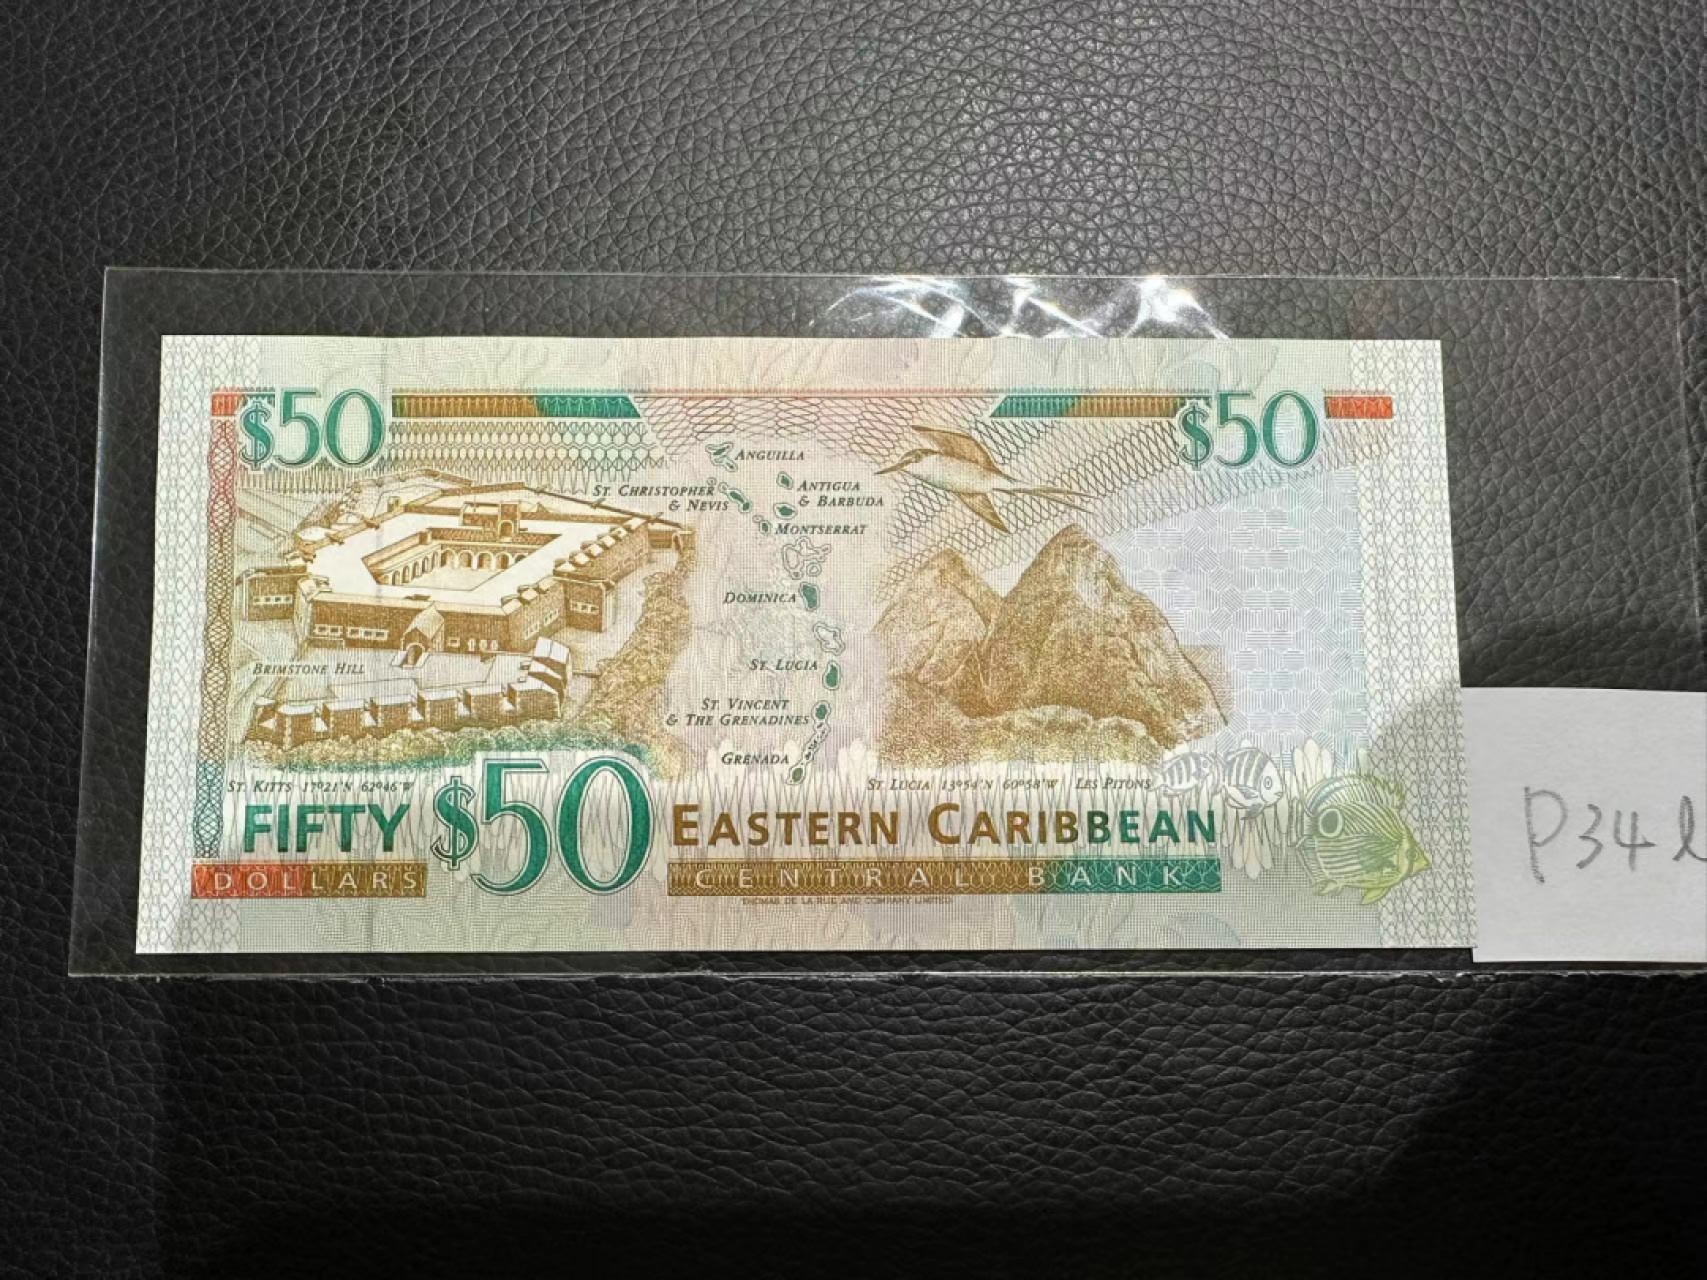 $50
$50
ANGUILLA
ST. CHRISTOPHER
& NEVIS
ANTIGUA
& BARBUDA
MONTSERRAT
DOMINICA
BRIMSTONE HILL
ST. LUCIA
ST. VINCENT
& THE GRENADINES
GRENADA
ST. KITTS 17°21'N 62°46'W
ST LUCIA 13°54'N 60°58'W LES PITONS
FIFTY $50 EASTERN CARIBBEAN
DOLLARS
CENTRAL BANK
THOMAS DE LA RUE AND COMPANY LIMITED
P34l